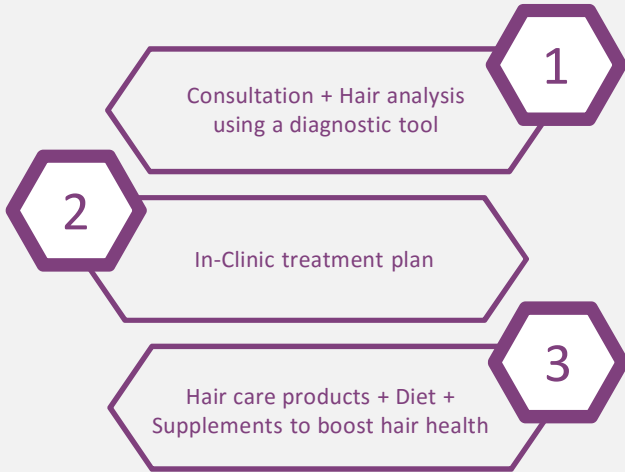 1
Consultation + Hair analysis
using a diagnostic tool
2
In-Clinic treatment plan
3
Hair care products + Diet +
Supplements to boost hair health